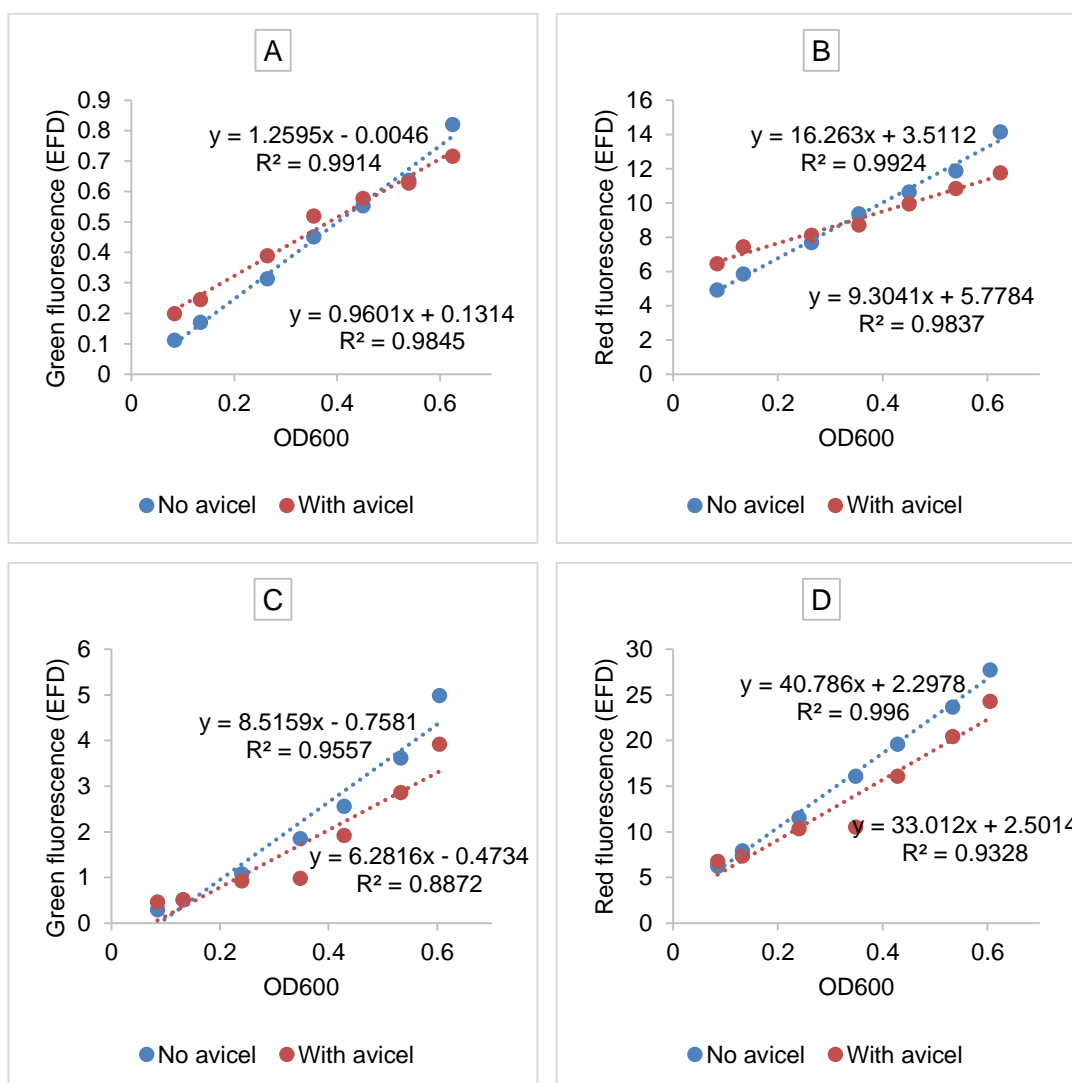 A
Green fluorescence (EFD)
0.9
0.8
0.7
0.6
0.5
0.4
0.3
0.2
0.1
0
y = 1.2595x - 0.0046
R² = 0.9914
y = 0.9601x + 0.1314
R² = 0.9845
0 0.2 0.4 0.6
OD600
No avicel With avicel
B
Red fluorescence (EFD)
16
14
12
10
8
6
4
2
0
y = 16.263x + 3.5112
R² = 0.9924
y = 9.3041x + 5.7784
R² = 0.9837
0 0.2 0.4 0.6
OD600
No avicel With avicel
C
Green fluorescence (EFD)
6
5
4
3
2
1
0
y = 8.5159x - 0.7581
R² = 0.9557
y = 6.2816x - 0.4734
R² = 0.8872
0 0.2 0.4 0.6
OD600
No avicel With avicel
D
Red fluorescence (EFD)
30
25
20
15
10
5
0
y = 40.786x + 2.2978
R² = 0.996
y = 33.012x + 2.5014
R² = 0.9328
0 0.2 0.4 0.6
OD600
No avicel With avicel